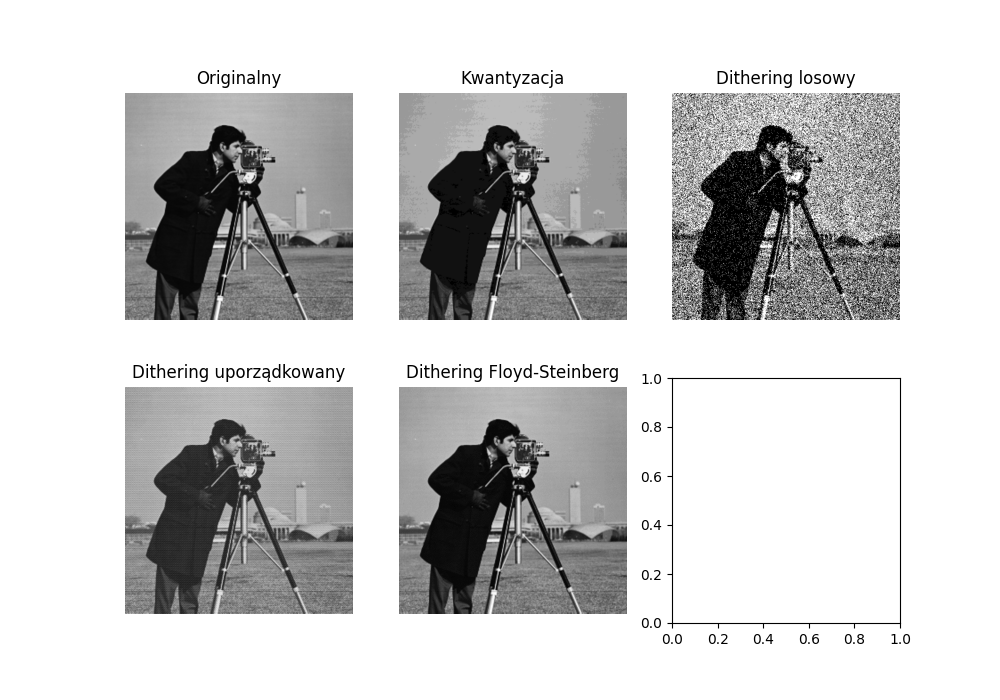 Originalny
Kwantyzacja
Dithering losowy
Dithering uporządkowany
Dithering Floyd-Steinberg
1.0
0.8
0.6
0.4
0.2
0.0
0.0 0.2 0.4 0.6 0.8 1.0